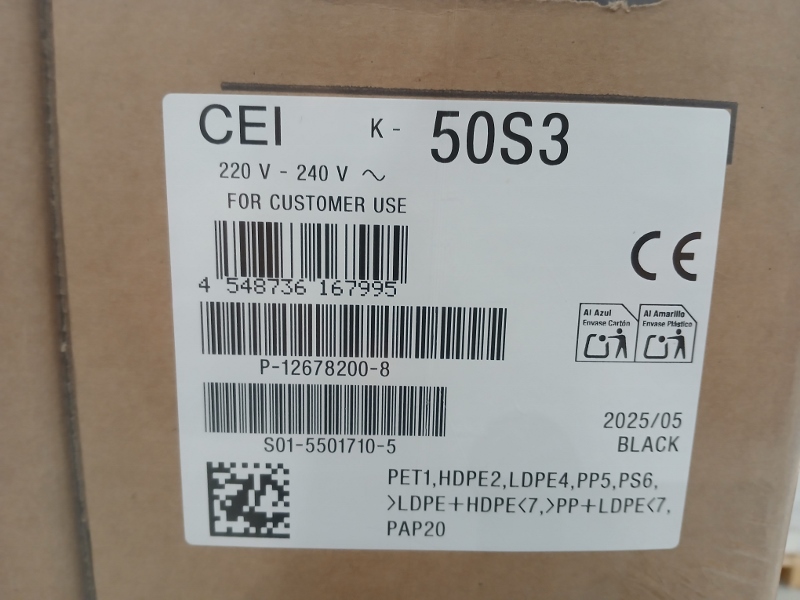 CEI K- 50S3
220 V - 240 V ~
FOR CUSTOMER USE
4 548736 167995
P-12678200-8
S01-5501710-5
CE
Al Azul
Envase Cartón
Al Amarillo
Envase Plástico
2025/05
BLACK
PET1,HDPE2,LDPE4,PP5,PS6,
>LDPE+HDPE<7,>PP+LDPE<7,
PAP20